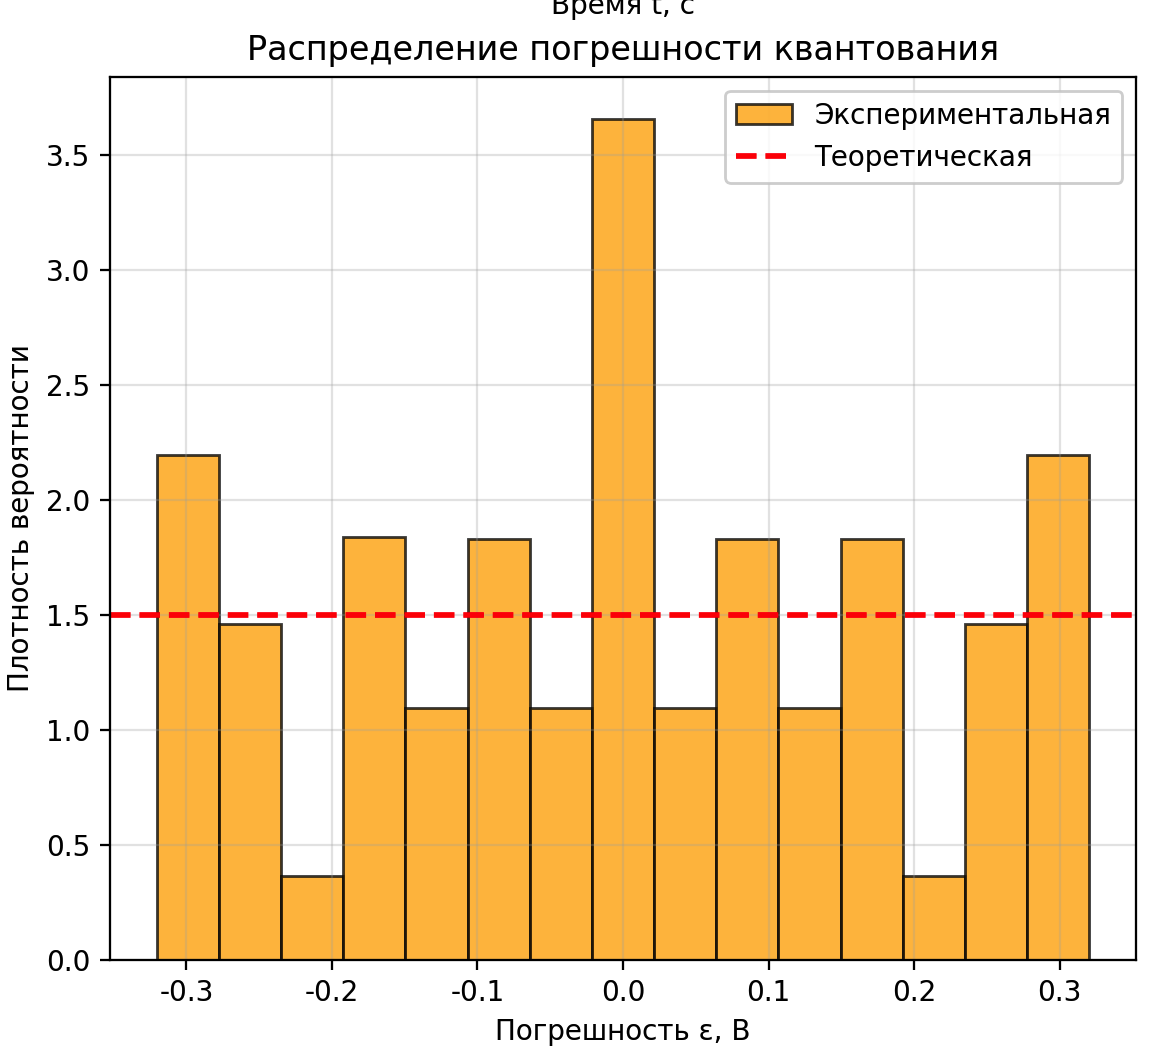 Время t, с
Распределение погрешности квантования
Экспериментальная
Теоретическая
3.5
3.0
2.5
2.0
1.5
1.0
0.5
0.0
Плотность вероятности
-0.3 -0.2 -0.1 0.0 0.1 0.2 0.3
Погрешность ε, В